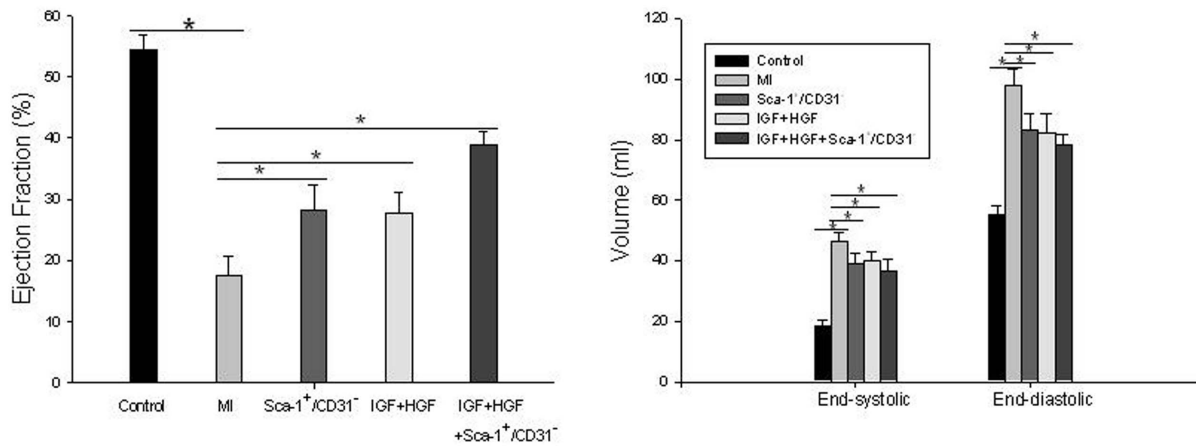 Ejection Fraction (%)
60
50
40
30
20
10
0
*
*
*
*
Control
MI
Sca-1⁺/CD31⁻
IGF+HGF
IGF+HGF
+Sca-1⁺/CD31⁻
Volume (ml)
120
100
80
60
40
20
0
Control
MI
Sca-1⁺/CD31⁻
IGF+HGF
IGF+HGF+Sca-1⁺/CD31⁻
*
*
*
*
*
*
* *
End-systolic
End-diastolic